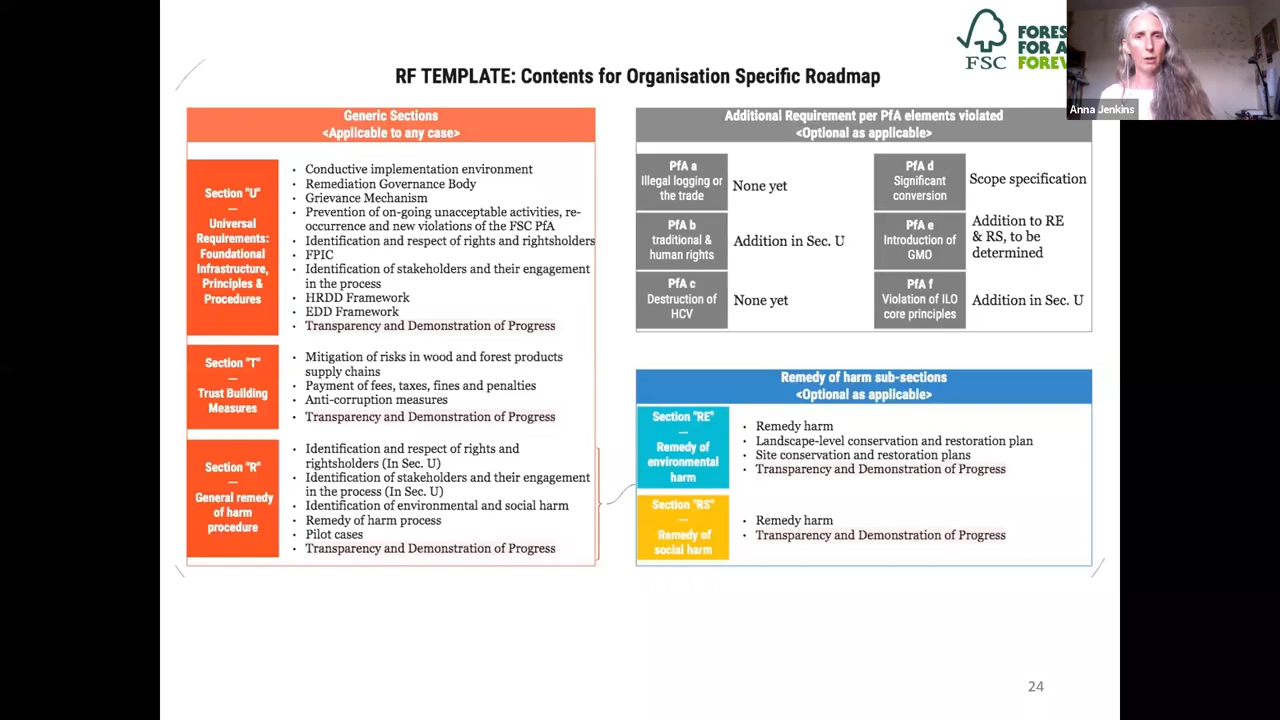 FSC
FORES
FOR A
FOREV
Anna Jenkins
RF TEMPLATE: Contents for Organisation Specific Roadmap
Generic Sections
<Applicable to any case>
Section "U"
—
Universal
Requirements:
Foundational
Infrastructure,
Principles &
Procedures
• Conductive implementation environment
• Remediation Governance Body
• Grievance Mechanism
• Prevention of on-going unacceptable activities, re-
occurrence and new violations of the FSC PfA
• Identification and respect of rights and rightsholders
• FPIC
• Identification of stakeholders and their engagement
in the process
• HRDD Framework
• EDD Framework
• Transparency and Demonstration of Progress
Section "T"
—
Trust Building
Measures
• Mitigation of risks in wood and forest products
supply chains
• Payment of fees, taxes, fines and penalties
• Anti-corruption measures
• Transparency and Demonstration of Progress
Section "R"
—
General remedy
of harm
procedure
• Identification and respect of rights and
rightsholders (In Sec. U)
• Identification of stakeholders and their engagement
in the process (In Sec. U)
• Identification of environmental and social harm
• Remedy of harm process
• Pilot cases
• Transparency and Demonstration of Progress
Additional Requirement per PfA elements violated
<Optional as applicable>
PfA a
Illegal logging or
the trade
None yet
PfA d
Significant
conversion
Scope specification
PfA b
traditional &
human rights
Addition in Sec. U
PfA e
Introduction of
GMO
Addition to RE
& RS, to be
determined
PfA c
Destruction of
HCV
None yet
PfA f
Violation of ILO
core principles
Addition in Sec. U
Remedy of harm sub-sections
<Optional as applicable>
Section "RE"
—
Remedy of
environmental
harm
• Remedy harm
• Landscape-level conservation and restoration plan
• Site conservation and restoration plans
• Transparency and Demonstration of Progress
Section "RS"
—
Remedy of
social harm
• Remedy harm
• Transparency and Demonstration of Progress
24